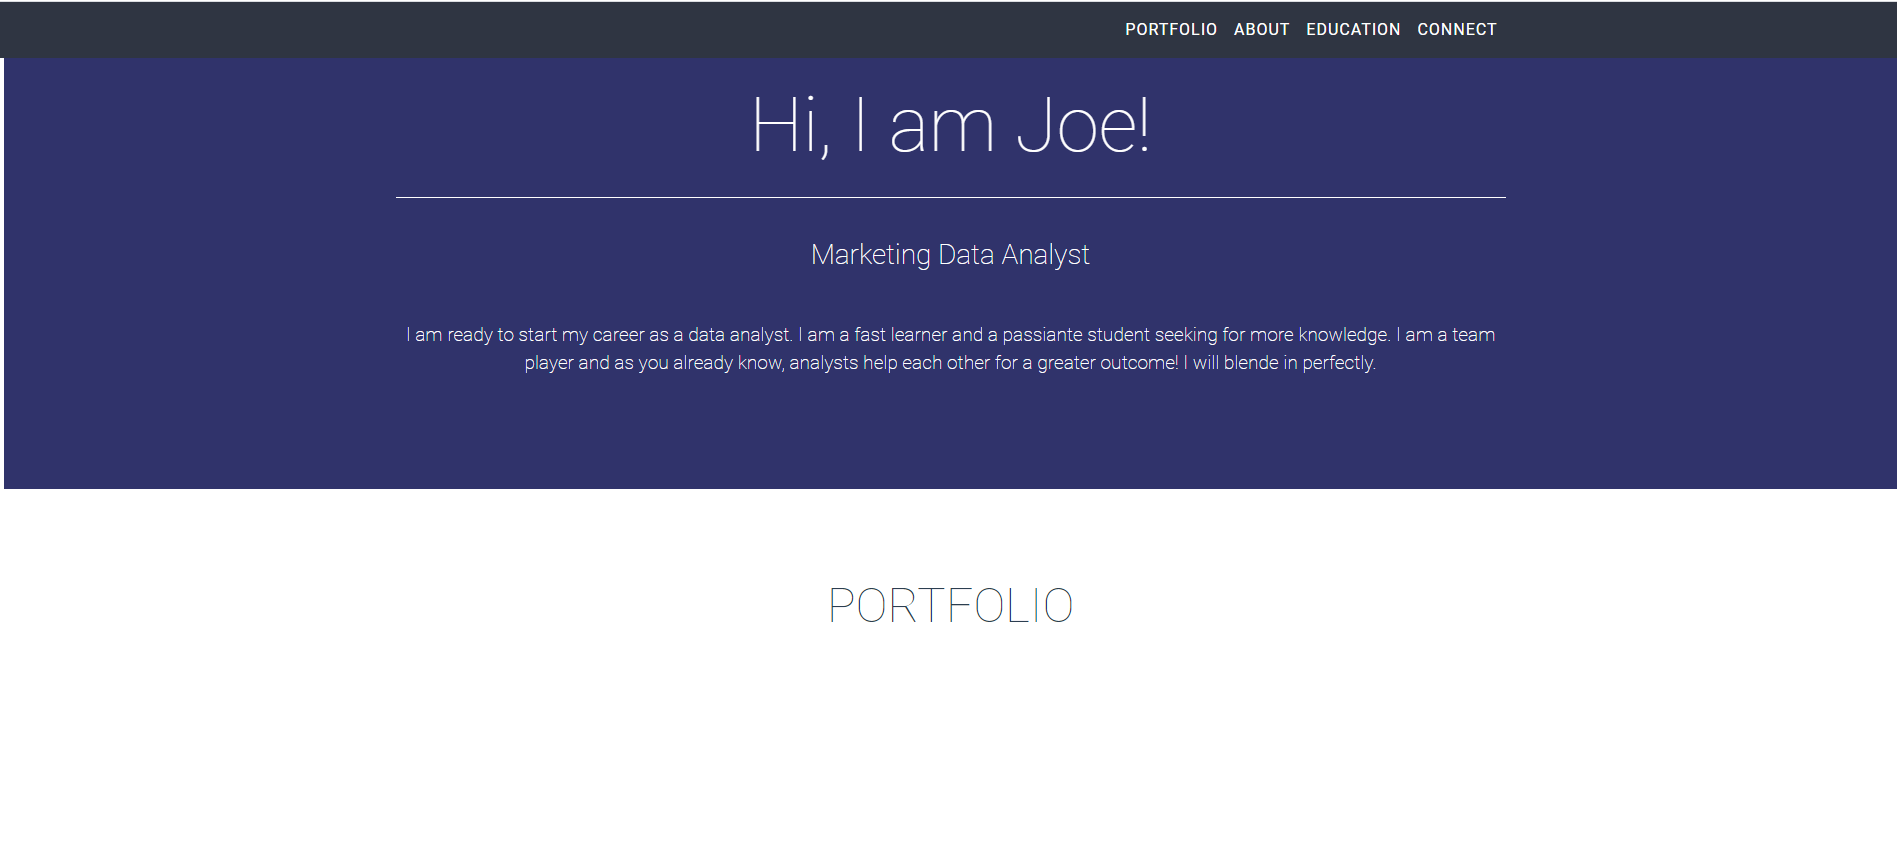 PORTFOLIO ABOUT EDUCATION CONNECT
Hi, I am Joe!
Marketing Data Analyst
I am ready to start my career as a data analyst. I am a fast learner and a passiante student seeking for more knowledge. I am a team
player and as you already know, analysts help each other for a greater outcome! I will blende in perfectly.
PORTFOLIO